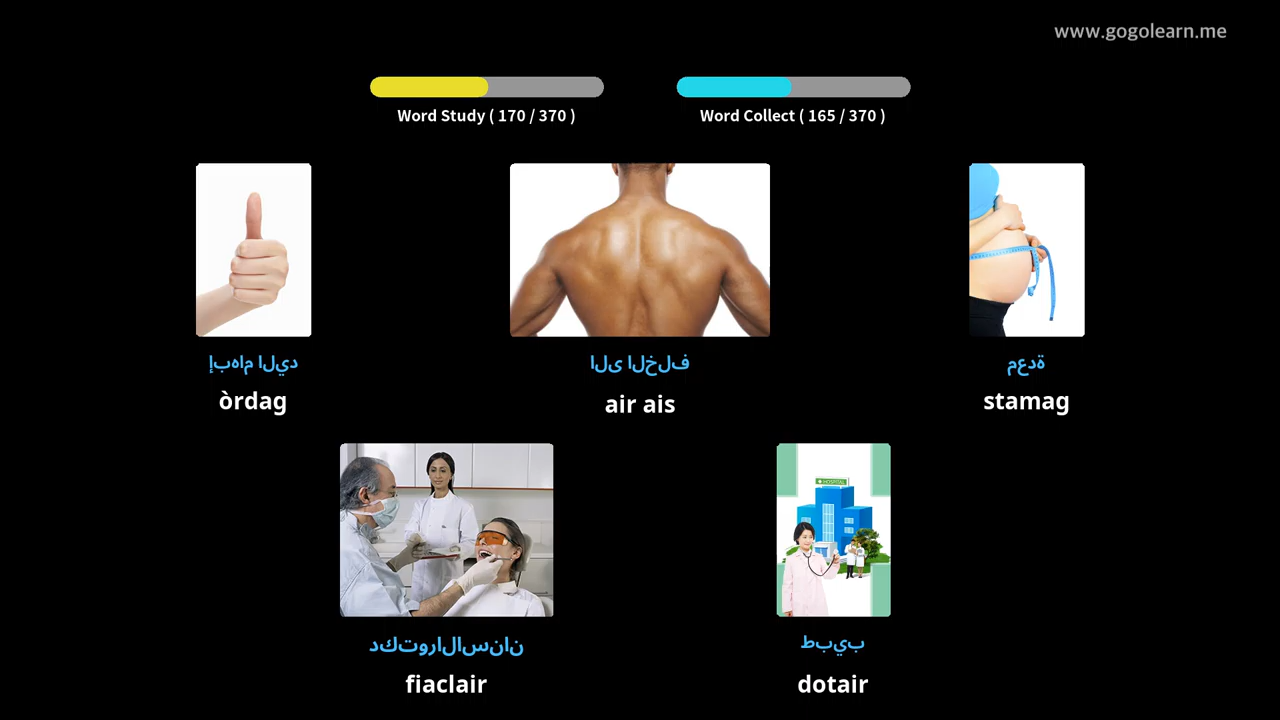 www.gogolearn.me
Word Study ( 170 / 370 )
Word Collect ( 165 / 370 )
إبهام اليد
òrdag
الى الخلف
air ais
معدة
stamag
HOSPITAL
دكتورالاسنان
fiaclair
طبيب
dotair